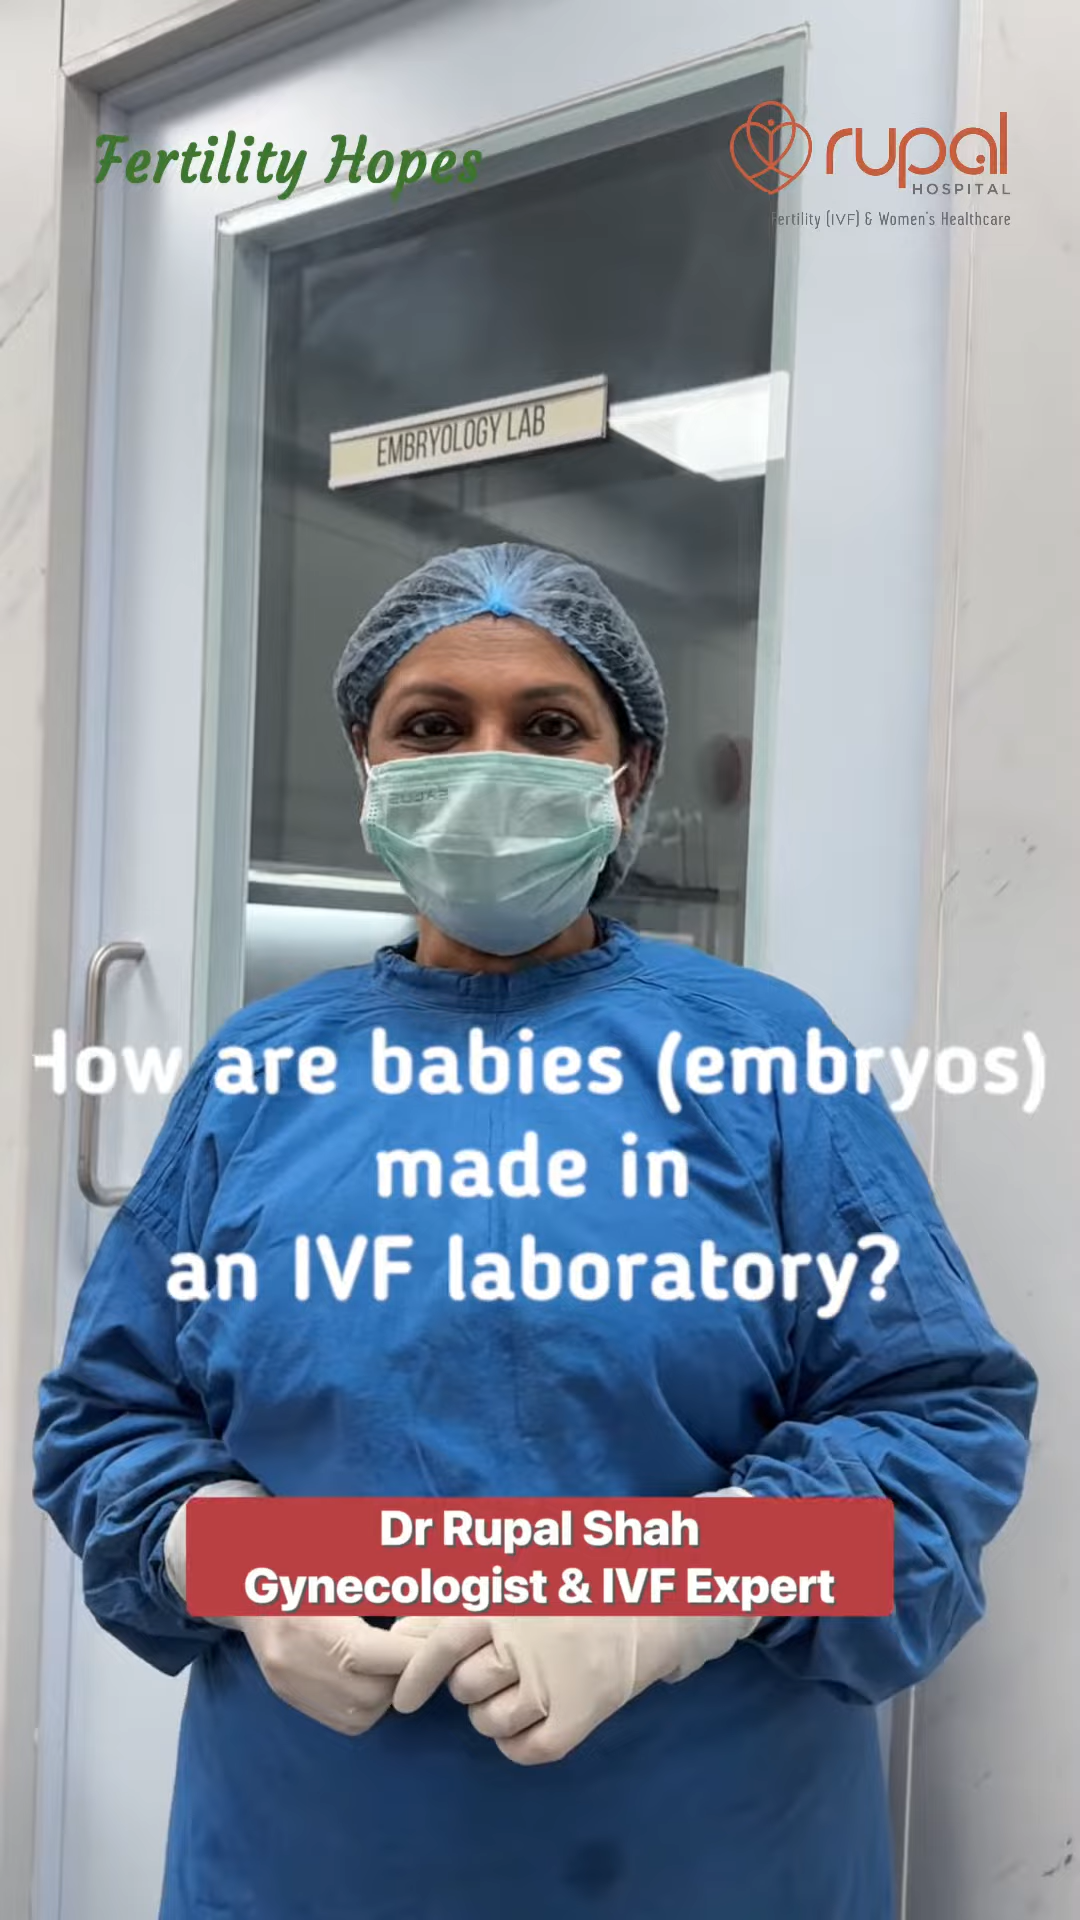 Fertility Hopes
rupal
HOSPITAL
Fertility (IVF) & Women's Healthcare
EMBRYOLOGY LAB
How are babies (embryos)
made in
an IVF laboratory?
Dr Rupal Shah
Gynecologist & IVF Expert